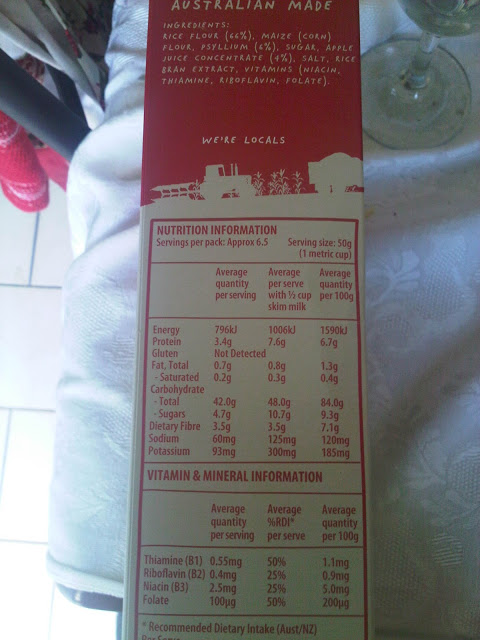 AUSTRALIAN MADE
INGREDIENTS:
RICE FLOUR (66%), MAIZE (CORN)
FLOUR, PSYLLIUM (6%), SUGAR, APPLE
JUICE CONCENTRATE (4%), SALT, RICE
BRAN EXTRACT, VITAMINS (NIACIN,
THIAMINE, RIBOFLAVIN, FOLATE).
WE'RE LOCALS
NUTRITION INFORMATION
Servings per pack: Approx 6.5 Serving size: 50g
(1 metric cup)
Average Average Average
quantity per serve quantity
per serving with ½ cup per 100g
skim milk
Energy 796kJ 1006kJ 1590kJ
Protein 3.4g 7.6g 6.7g
Gluten Not Detected
Fat, Total 0.7g 0.8g 1.3g
- Saturated 0.2g 0.3g 0.4g
Carbohydrate
- Total 42.0g 48.0g 84.0g
- Sugars 4.7g 10.7g 9.3g
Dietary Fibre 3.5g 3.5g 7.1g
Sodium 60mg 125mg 120mg
Potassium 93mg 300mg 185mg
VITAMIN & MINERAL INFORMATION
Average Average Average
quantity %RDI* quantity
per serving per serve per 100g
Thiamine (B1) 0.55mg 50% 1.1mg
Riboflavin (B2) 0.4mg 25% 0.9mg
Niacin (B3) 2.5mg 25% 5.0mg
Folate 100µg 50% 200µg
* Recommended Dietary Intake (Aust/NZ)
Per Serve